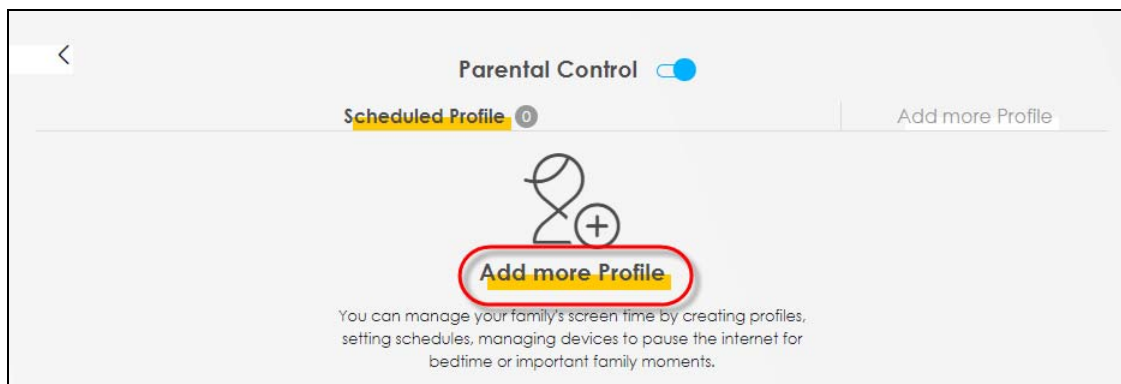 Parental Control
Scheduled Profile 0
Add more Profile
Add more Profile
You can manage your family's screen time by creating profiles,
setting schedules, managing devices to pause the internet for
bedtime or important family moments.